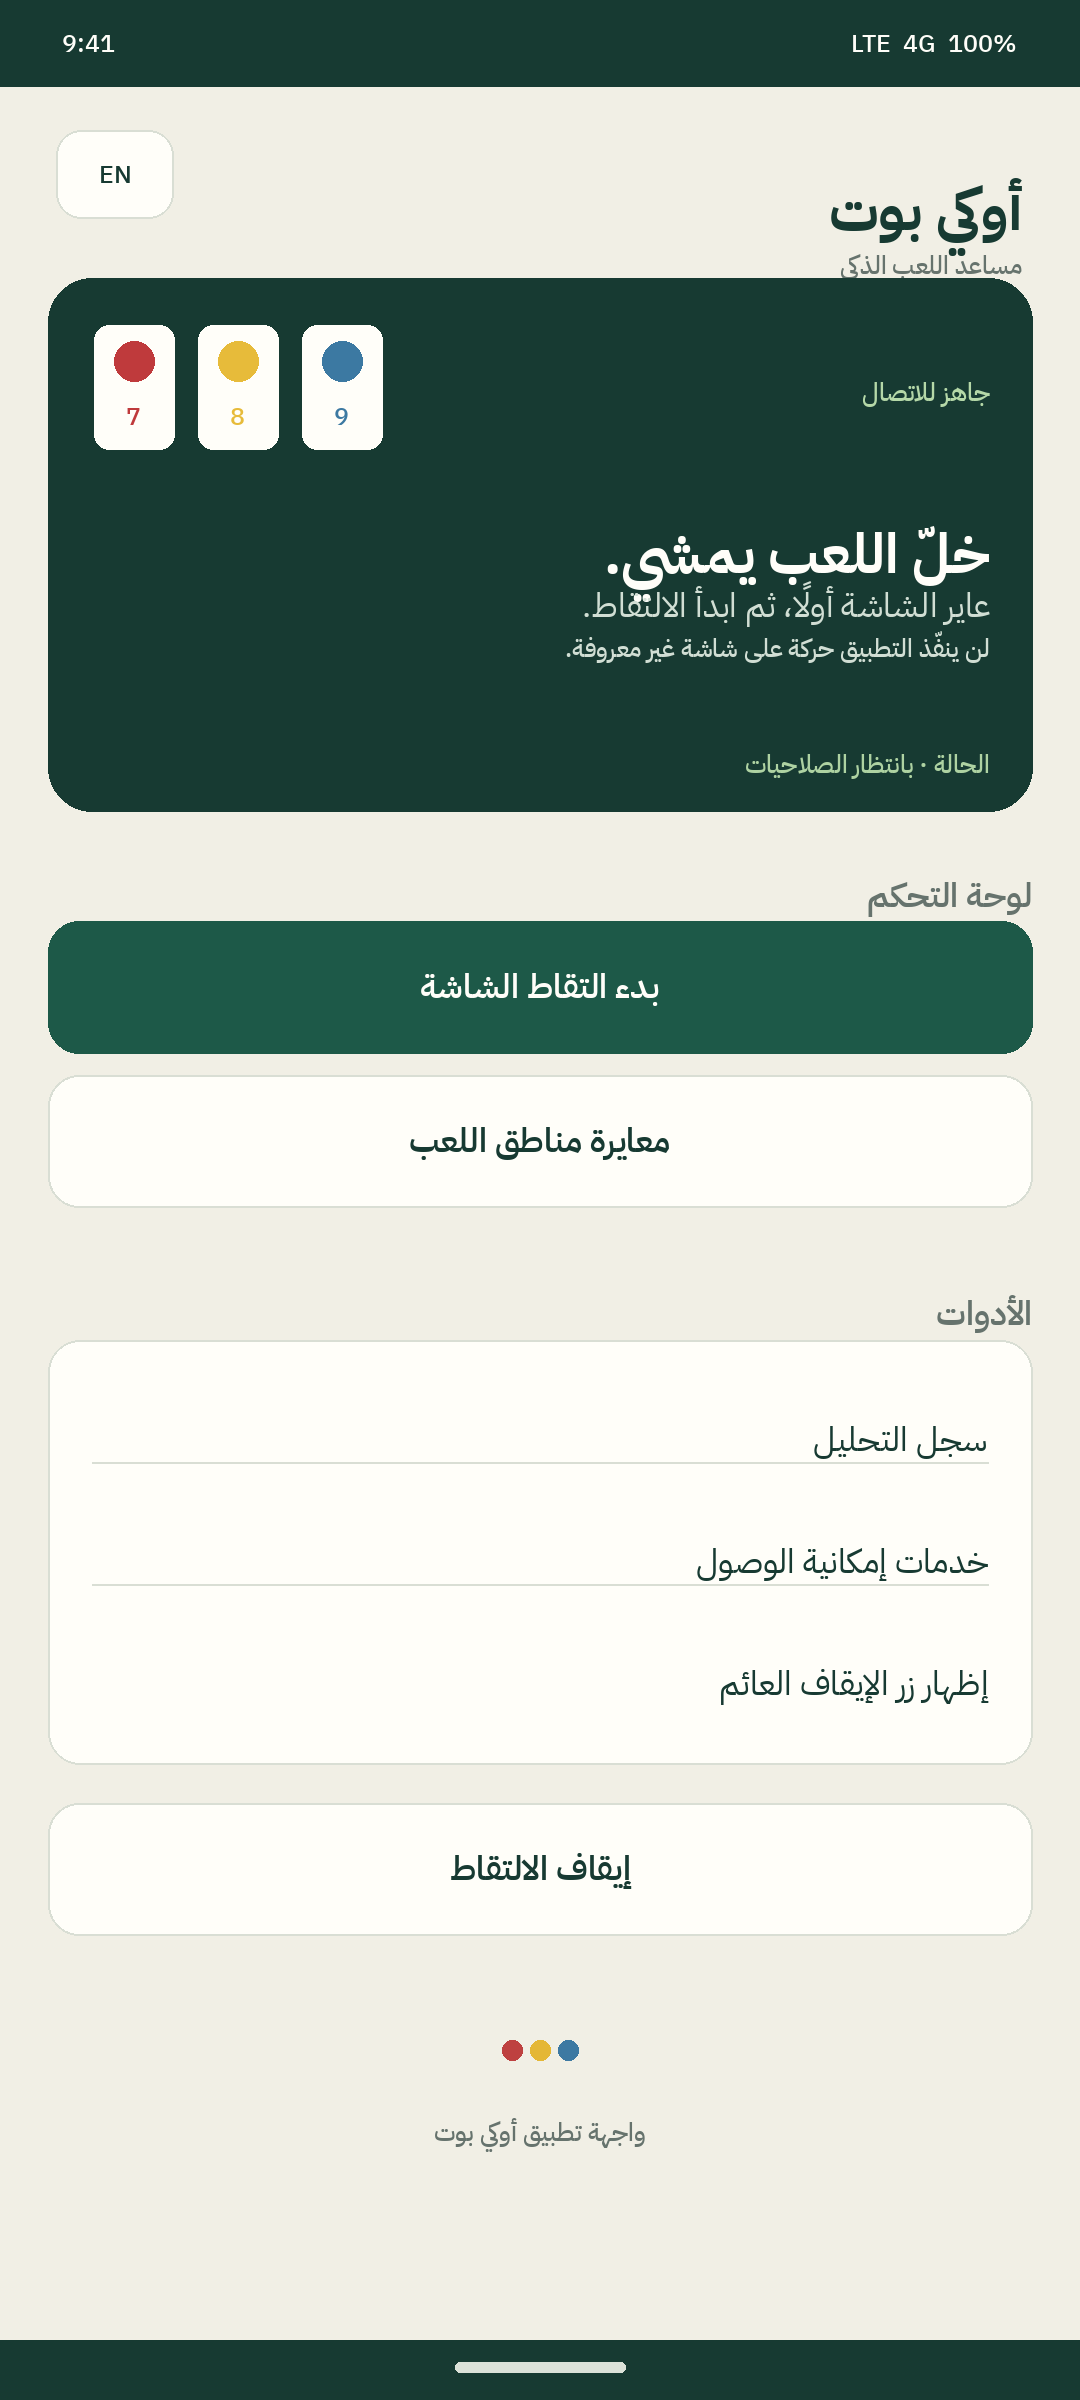 9:41
LTE 4G 100%
EN
أوكي بوت
مساعد اللعب الذكي
7 8 9
جاهز للاتصال
خلّ اللعب يمشي.
عاير الشاشة أولًا، ثم ابدأ الالتقاط.
لن ينفّذ التطبيق حركة على شاشة غير معروفة.
الحالة · بانتظار الصلاحيات
لوحة التحكم
بدء التقاط الشاشة
معايرة مناطق اللعب
الأدوات
سجل التحليل
خدمات إمكانية الوصول
إظهار زر الإيقاف العائم
إيقاف الالتقاط
واجهة تطبيق أوكي بوت